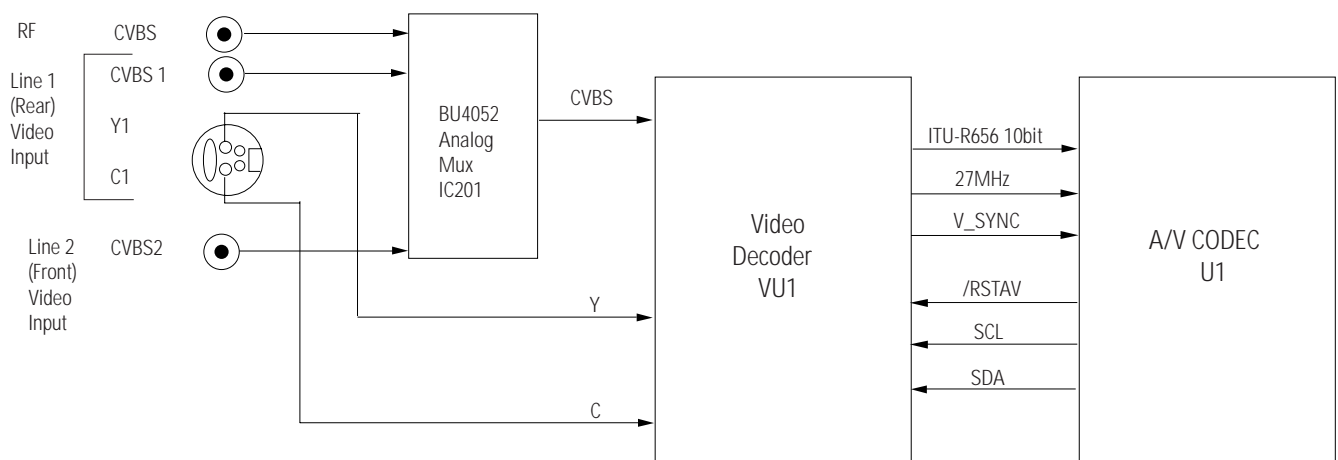 RF
CVBS
Line 1
(Rear)
Video
Input
CVBS 1
Y1
C1
Line 2
(Front)
Video
Input
CVBS2
BU4052
Analog
Mux
IC201
CVBS
Y
C
Video
Decoder
VU1
ITU-R656 10bit
27MHz
V_SYNC
/RSTAV
SCL
SDA
A/V CODEC
U1